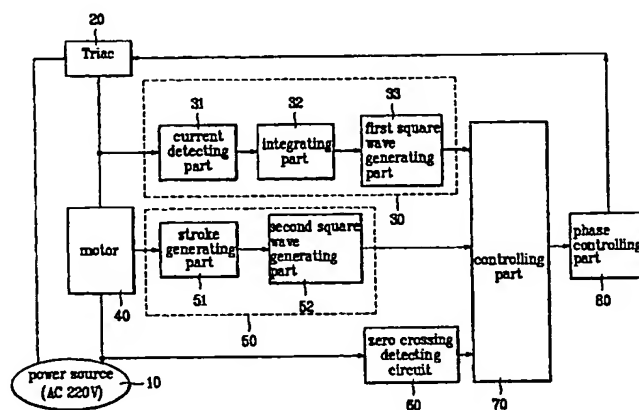 20
Triac
31
32
33
current
detecting
part
integrating
part
first square
wave
generating
part
30
motor
40
stroke
generating
part
51
second square
wave
generating
part
52
50
controlling
part
70
phase
controlling
part
80
zero crossing
detecting
circuit
60
power source
(AC 220V)
10